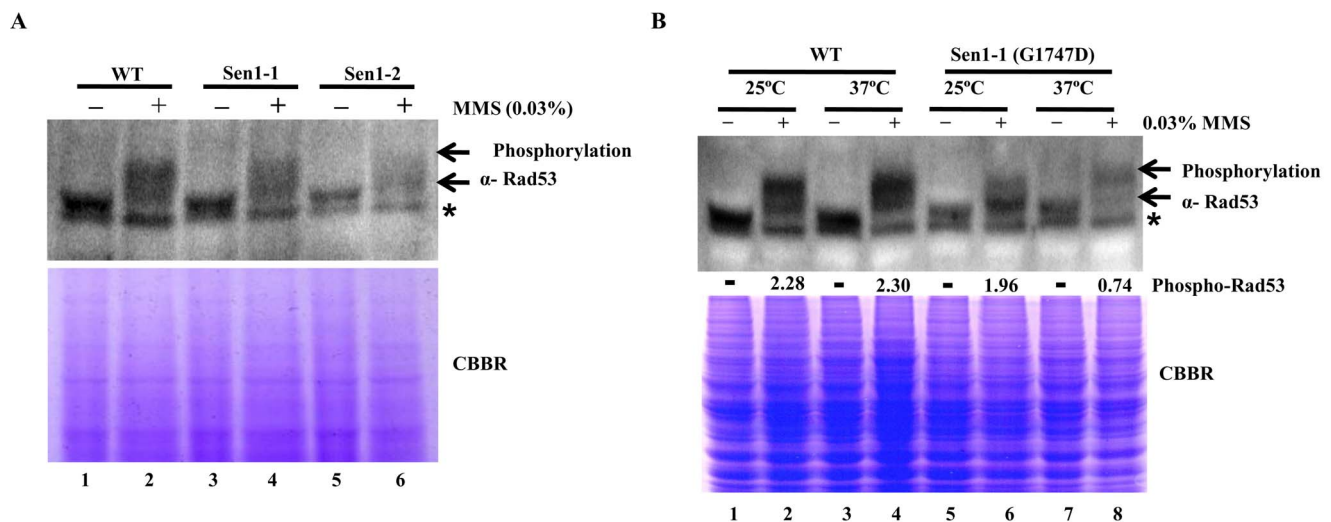 A
WT Sen1-1 Sen1-2
– + – + – + MMS (0.03%)
Phosphorylation
α- Rad53
*
CBBR
1 2 3 4 5 6
B
WT Sen1-1 (G1747D)
25ºC 37ºC 25ºC 37ºC
– + – + – + – + 0.03% MMS
Phosphorylation
α- Rad53
*
- 2.28 - 2.30 - 1.96 - 0.74 Phospho-Rad53
CBBR
1 2 3 4 5 6 7 8